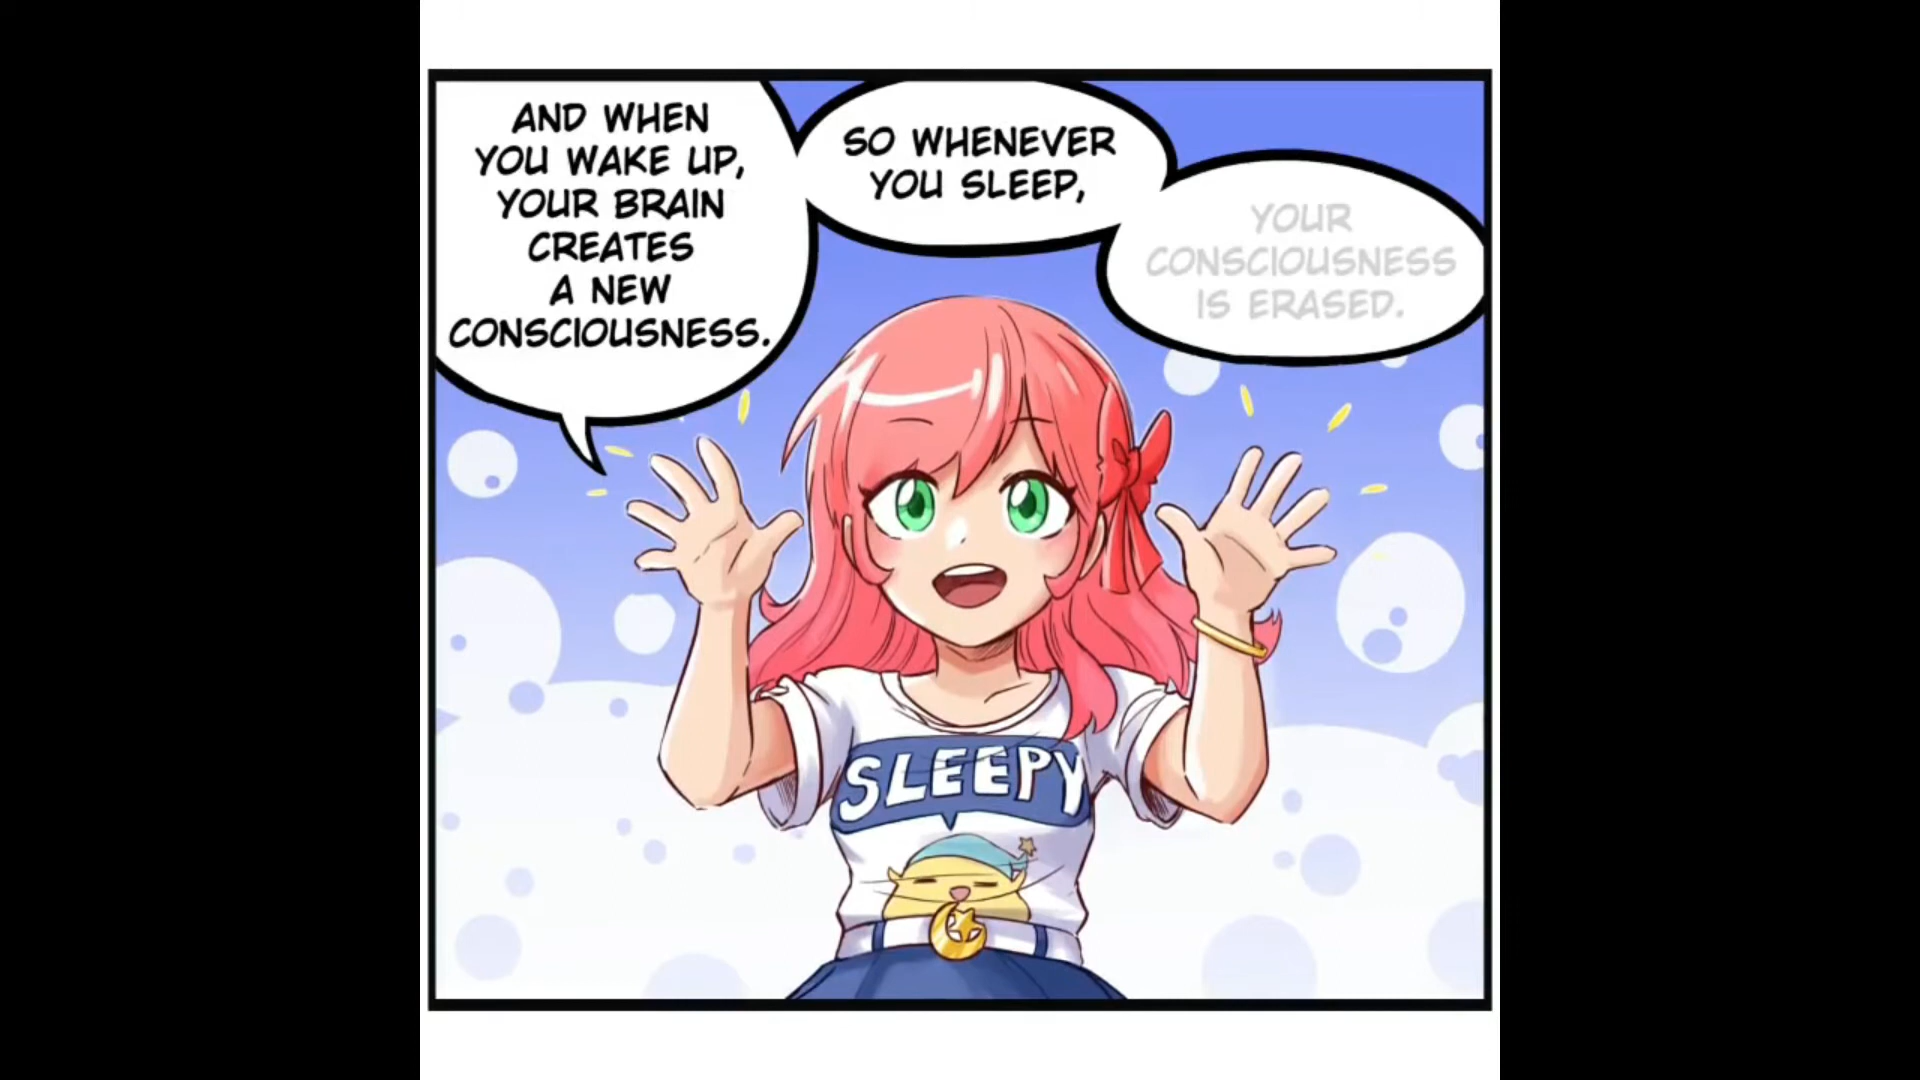 AND WHEN
YOU WAKE UP,
YOUR BRAIN
CREATES
A NEW
CONSCIOUSNESS.
SO WHENEVER
YOU SLEEP,
YOUR
CONSCIOUSNESS
IS ERASED.
SLEEPY